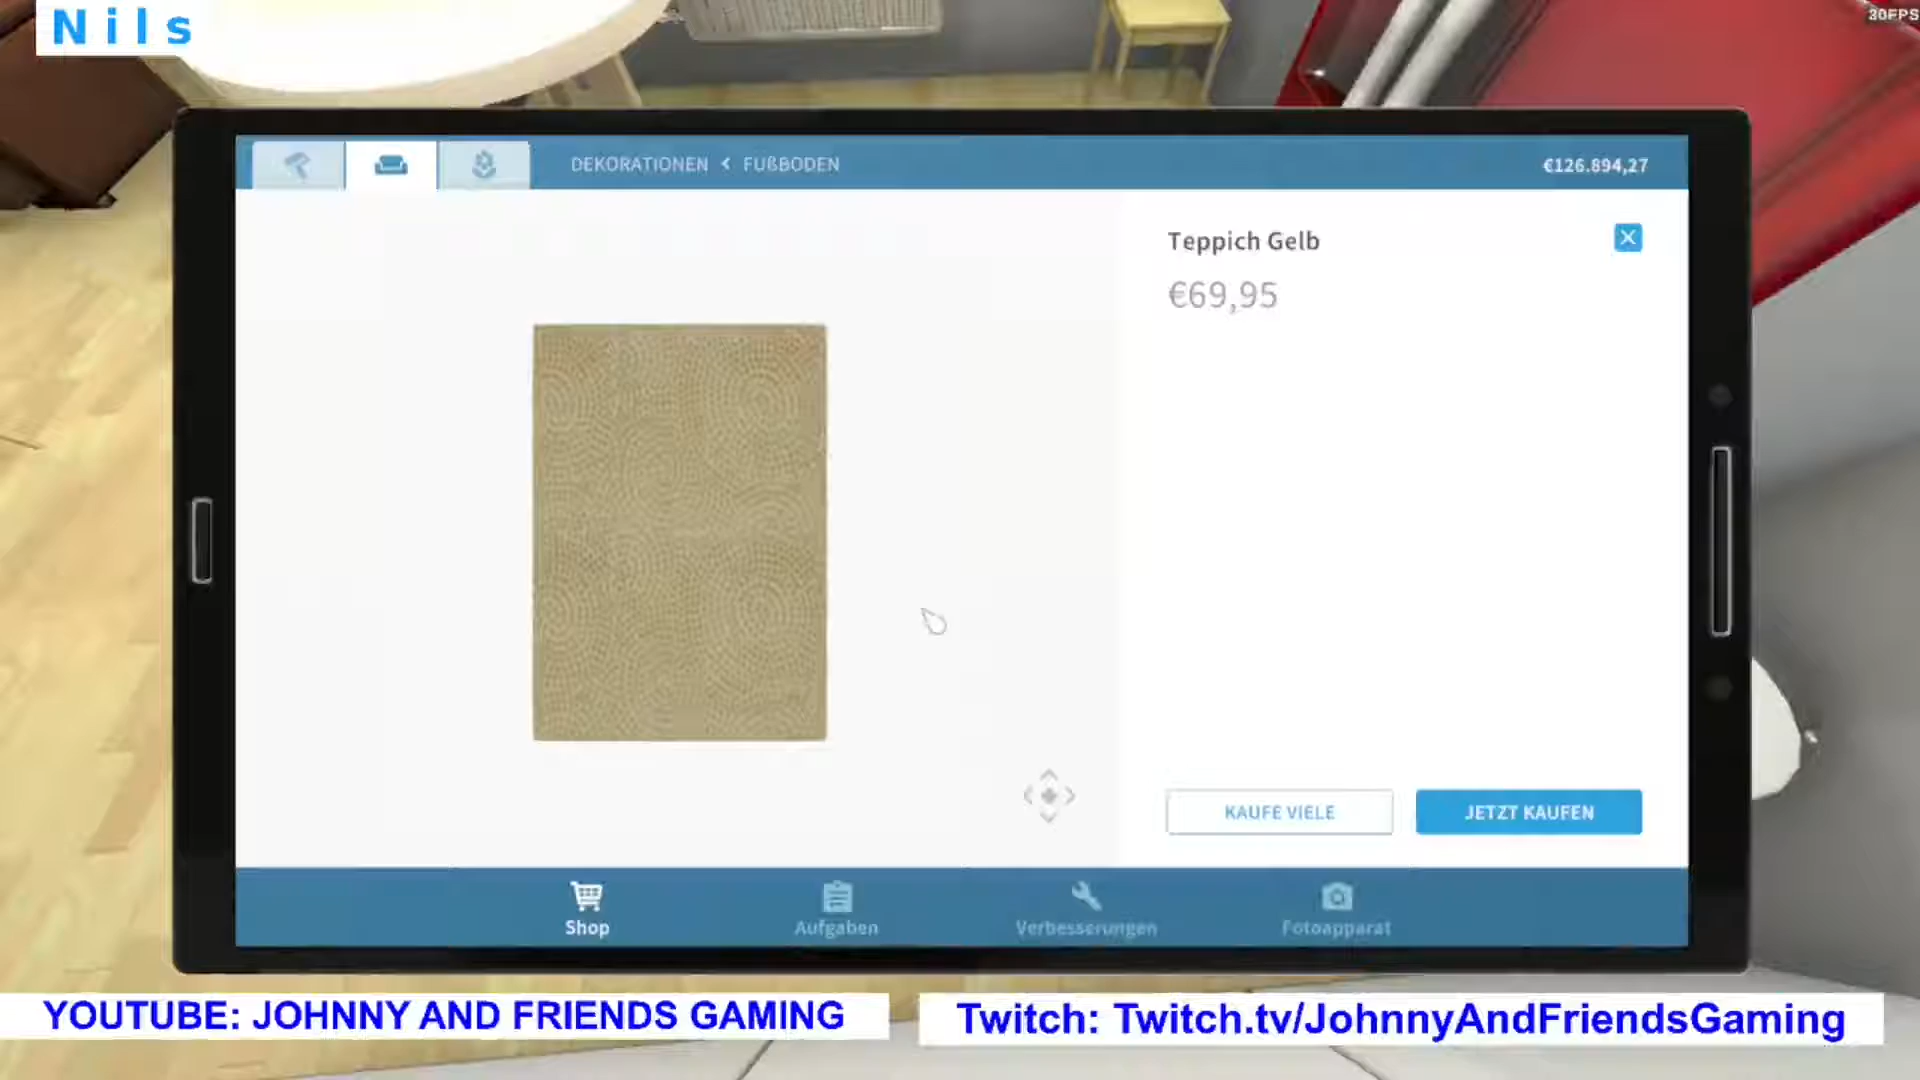 Nils
30FPS
DEKORATIONEN < FUßBODEN
€126.894,27
Teppich Gelb
€69,95
KAUFE VIELE
JETZT KAUFEN
Shop
Aufgaben
Verbesserungen
Fotoapparat
YOUTUBE: JOHNNY AND FRIENDS GAMING
Twitch: Twitch.tv/JohnnyAndFriendsGaming